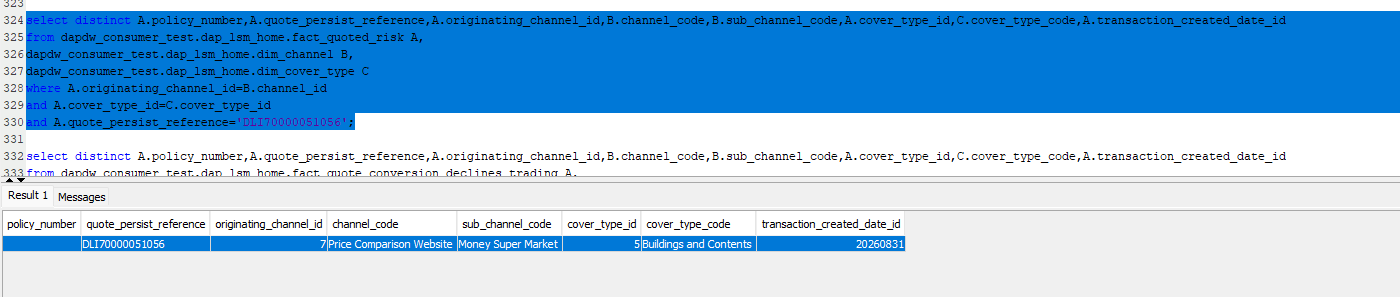 323
324 select distinct A.policy_number,A.quote_persist_reference,A.originating_channel_id,B.channel_code,B.sub_channel_code,A.cover_type_id,C.cover_type_code,A.transaction_created_date_id
325 from dapdw_consumer_test.dap_lsm_home.fact_quoted_risk A,
326 dapdw_consumer_test.dap_lsm_home.dim_channel B,
327 dapdw_consumer_test.dap_lsm_home.dim_cover_type C
328 where A.originating_channel_id=B.channel_id
329 and A.cover_type_id=C.cover_type_id
330 and A.quote_persist_reference='DLI70000051056';
331
332 select distinct A.policy_number,A.quote_persist_reference,A.originating_channel_id,B.channel_code,B.sub_channel_code,A.cover_type_id,C.cover_type_code,A.transaction_created_date_id
333 from dapdw_consumer_test.dap_lsm_home.fact_quote_conversion_declines_trading A,
Result 1 Messages
policy_number quote_persist_reference originating_channel_id channel_code sub_channel_code cover_type_id cover_type_code transaction_created_date_id
DLI70000051056 7 Price Comparison Website Money Super Market 5 Buildings and Contents 20260831